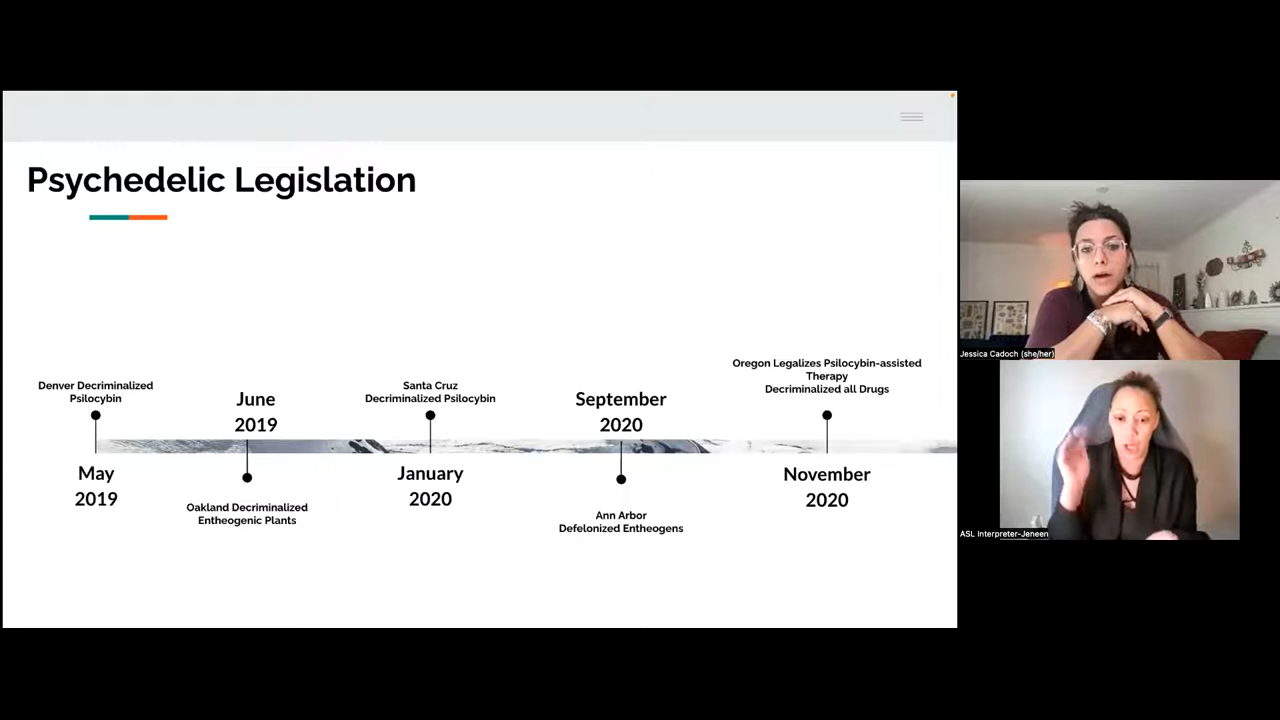 Psychedelic Legislation
Denver Decriminalized
Psilocybin
May
2019
June
2019
Oakland Decriminalized
Entheogenic Plants
Santa Cruz
Decriminalized Psilocybin
January
2020
September
2020
Ann Arbor
Defelonized Entheogens
Oregon Legalizes Psilocybin-assisted
Therapy
Decriminalized all Drugs
November
2020
Jessica Cadoch (she/her)
ASL Interpreter-Jeneen